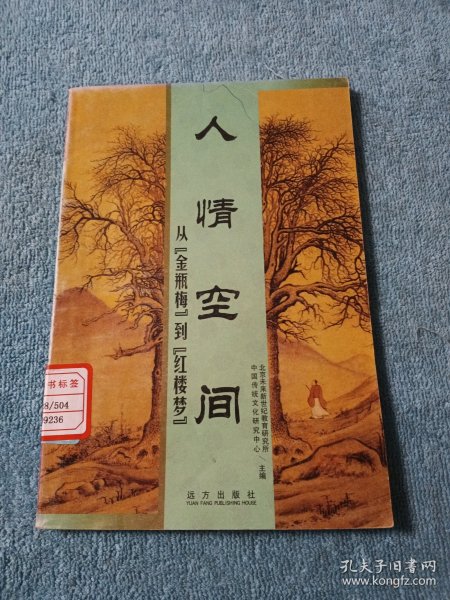 人情空间
从『金瓶梅』到『红楼梦』
北京未来新世纪教育研究所
中国传统文化研究中心
主编
远方出版社
YUAN FANG PUBLISHING HOUSE
书标签
28/504
9236
孔夫子旧书网
www.kongfz.com